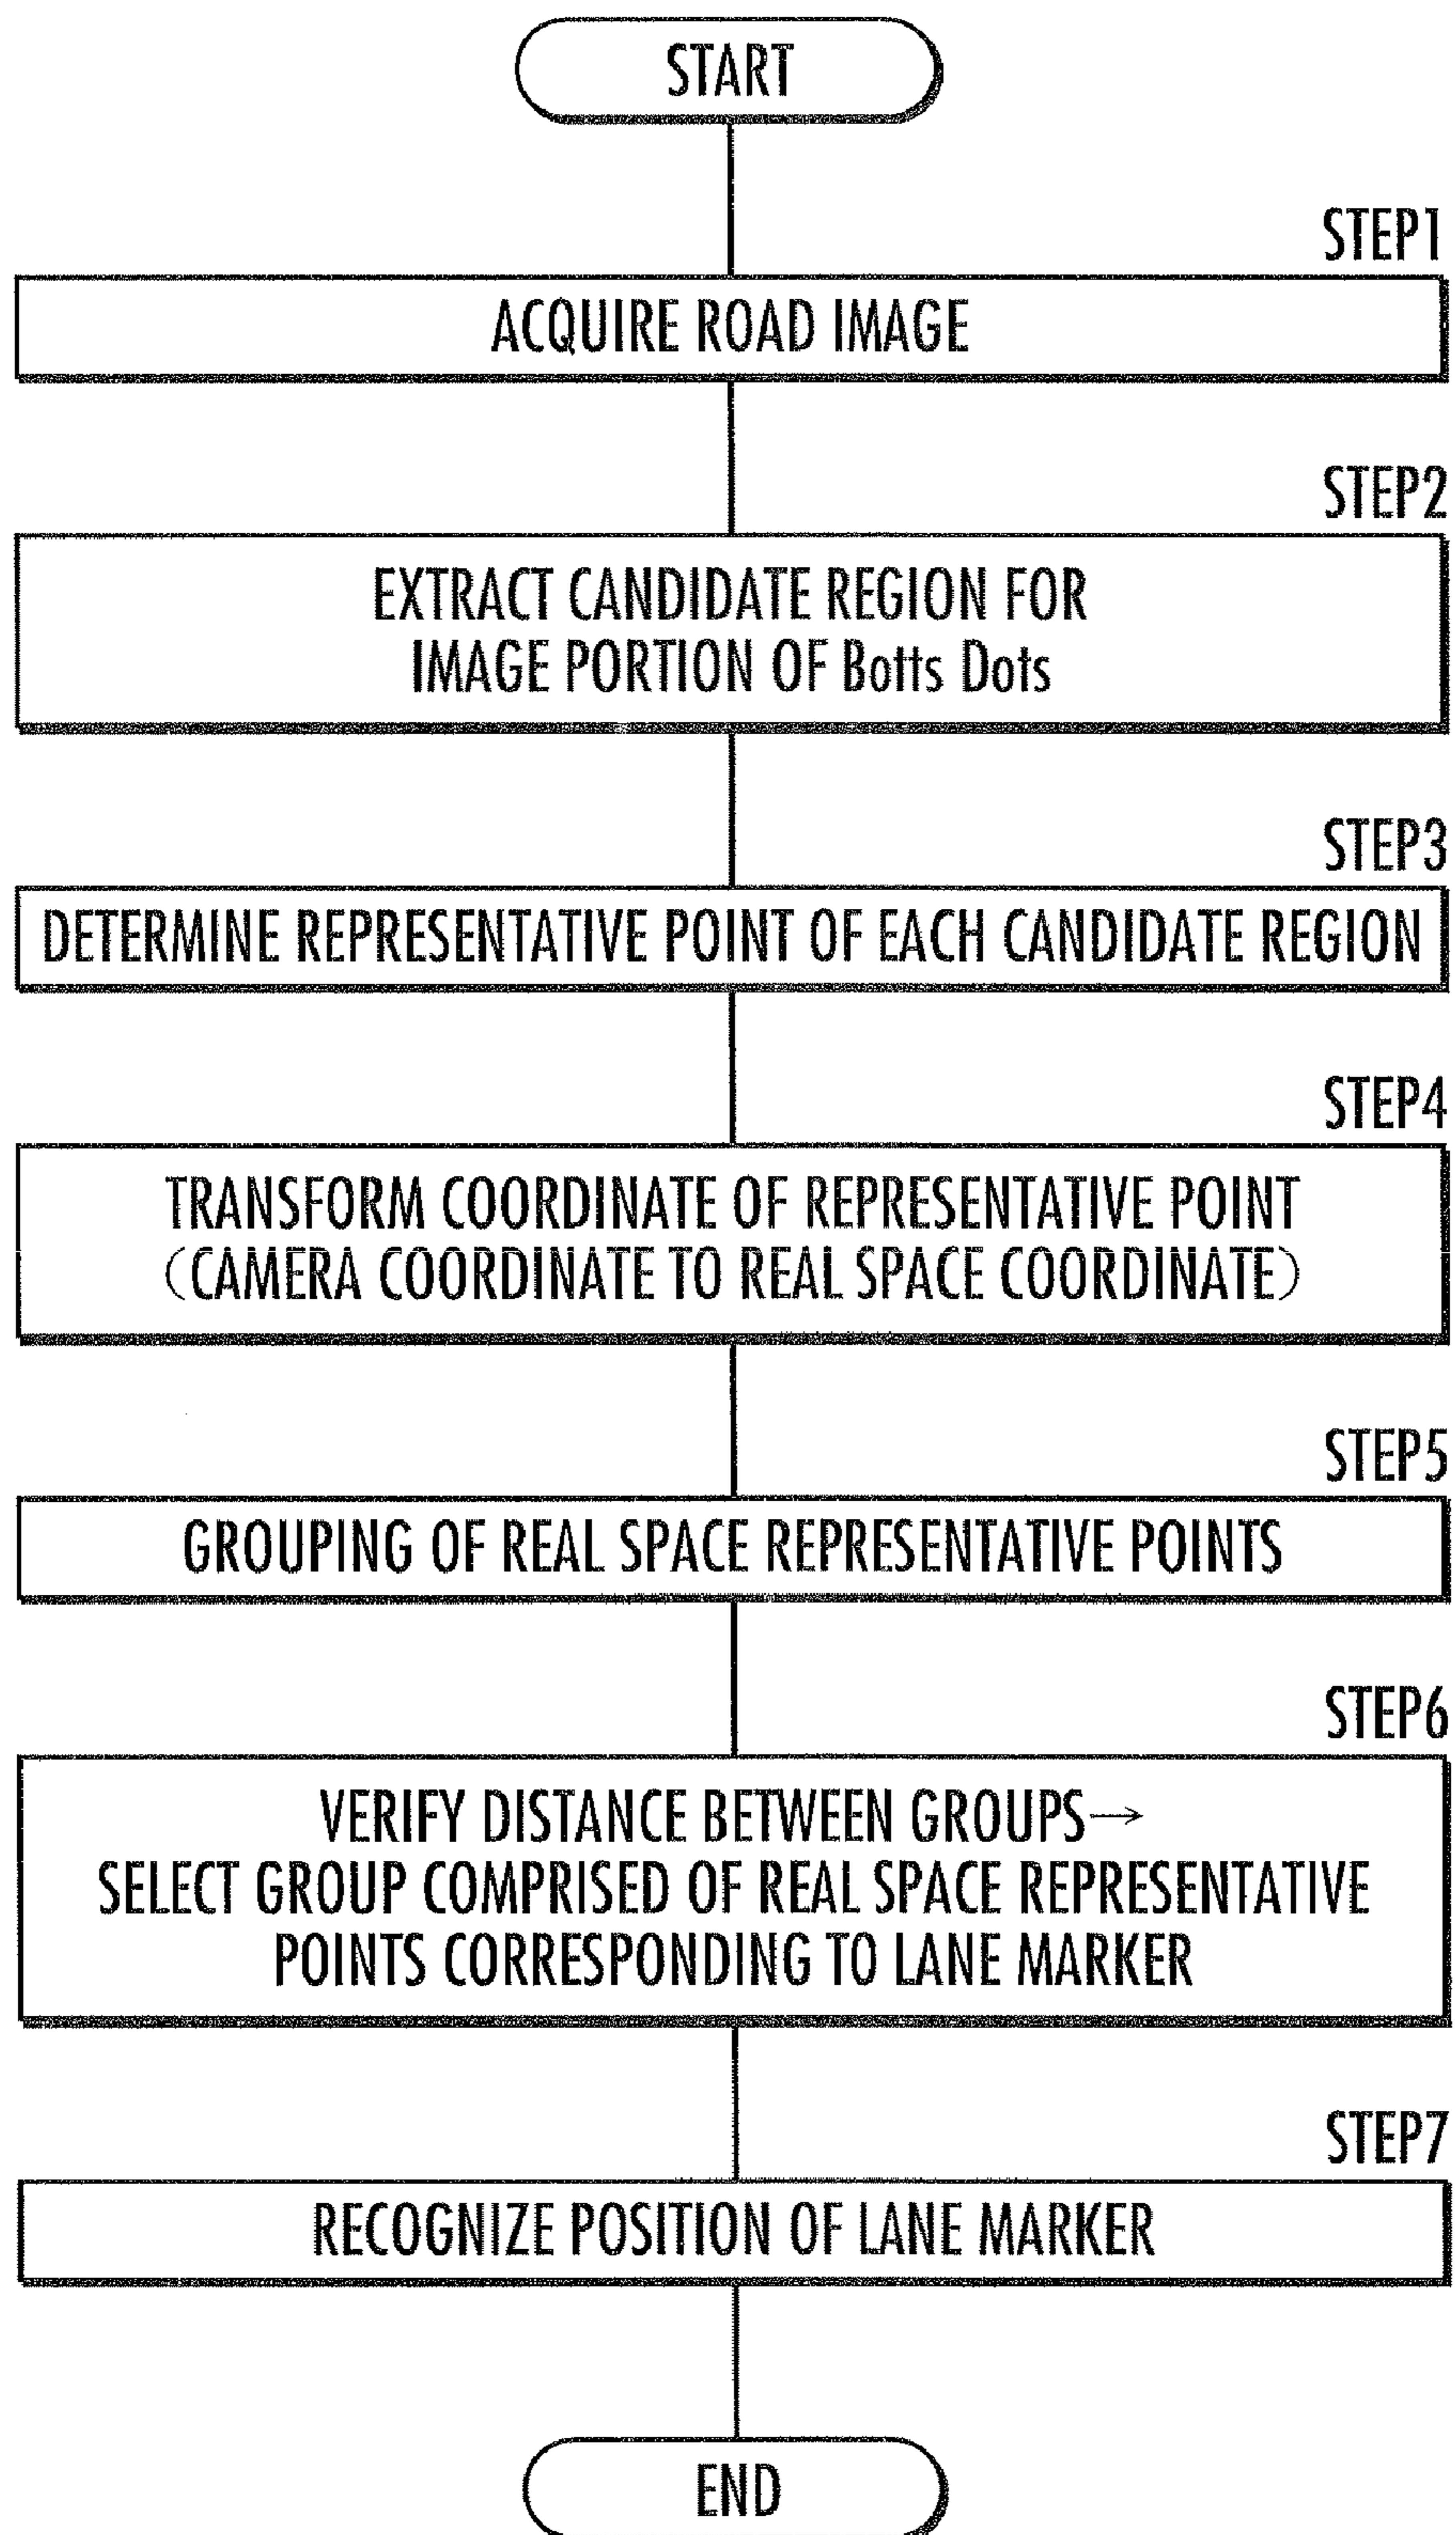 START
STEP1
ACQUIRE ROAD IMAGE
STEP2
EXTRACT CANDIDATE REGION FOR
IMAGE PORTION OF Botts Dots
STEP3
DETERMINE REPRESENTATIVE POINT OF EACH CANDIDATE REGION
STEP4
TRANSFORM COORDINATE OF REPRESENTATIVE POINT
(CAMERA COORDINATE TO REAL SPACE COORDINATE)
STEP5
GROUPING OF REAL SPACE REPRESENTATIVE POINTS
STEP6
VERIFY DISTANCE BETWEEN GROUPS→
SELECT GROUP COMPRISED OF REAL SPACE REPRESENTATIVE
POINTS CORRESPONDING TO LANE MARKER
STEP7
RECOGNIZE POSITION OF LANE MARKER
END